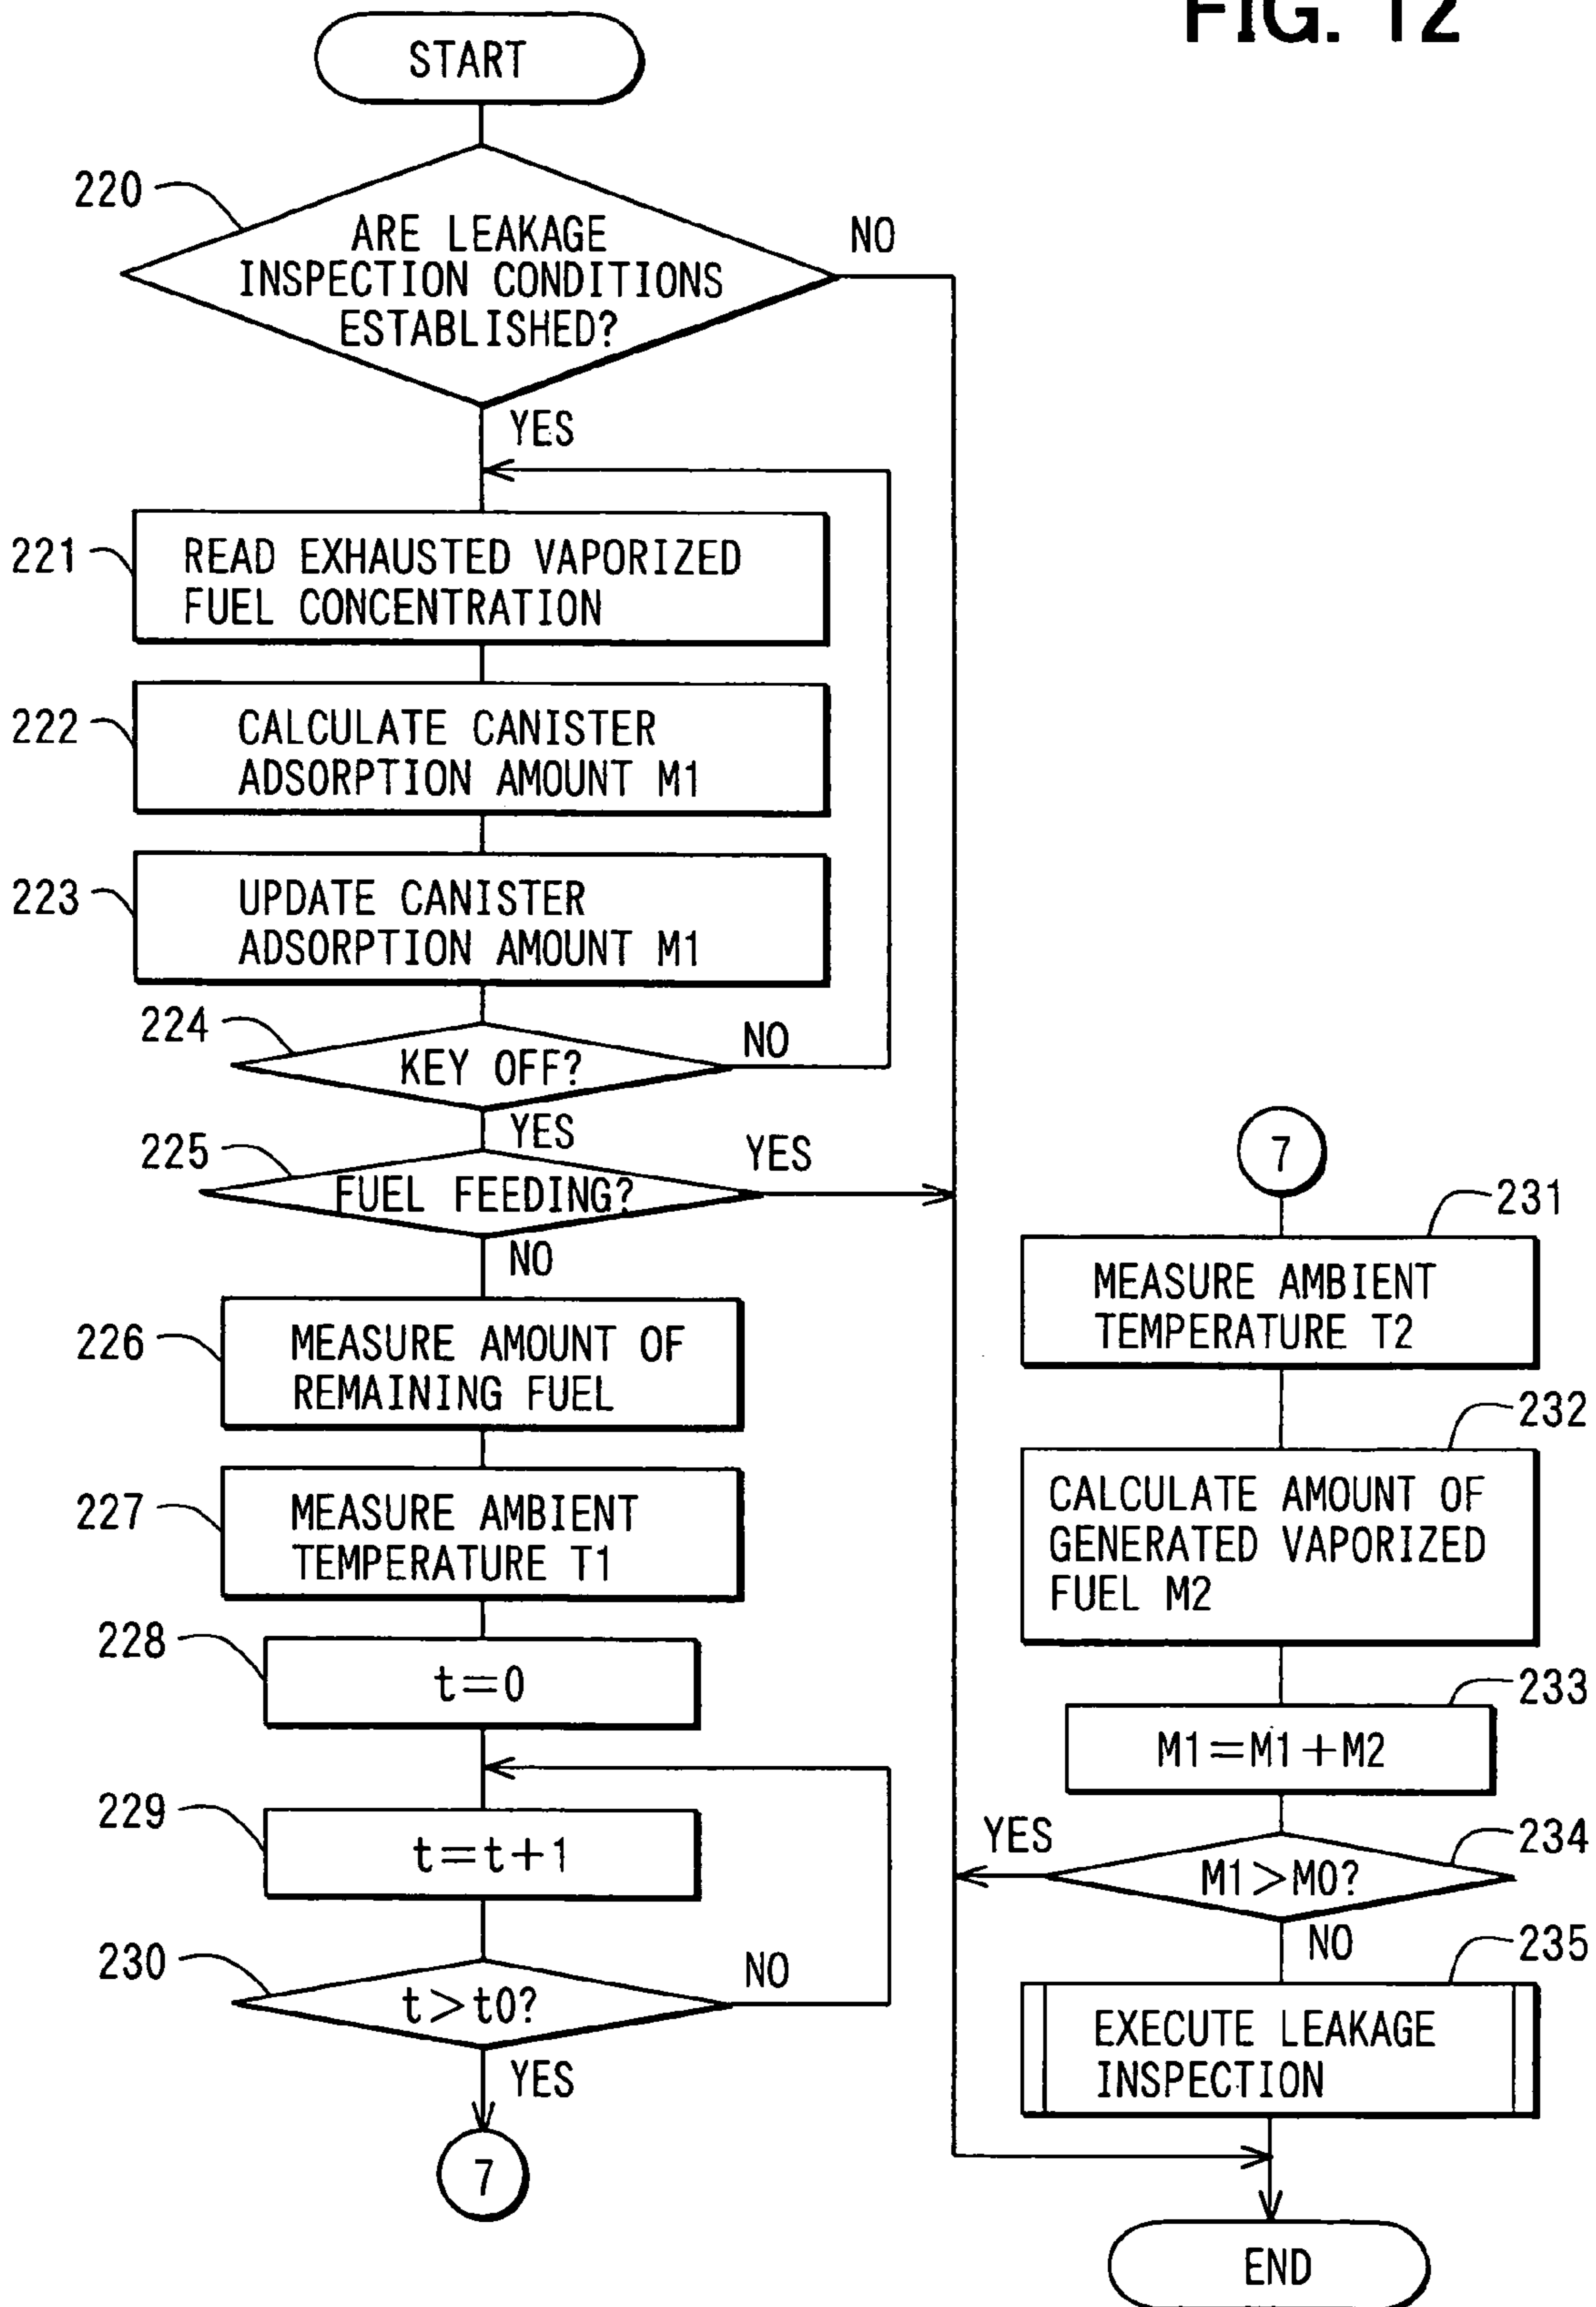 FIG. 12
START
220
ARE LEAKAGE
INSPECTION CONDITIONS
ESTABLISHED?
NO
YES
221
READ EXHAUSTED VAPORIZED
FUEL CONCENTRATION
222
CALCULATE CANISTER
ADSORPTION AMOUNT M1
223
UPDATE CANISTER
ADSORPTION AMOUNT M1
224
KEY OFF?
NO
YES
225
FUEL FEEDING?
YES
NO
226
MEASURE AMOUNT OF
REMAINING FUEL
227
MEASURE AMBIENT
TEMPERATURE T1
228
t=0
229
t=t+1
230
t>t0?
NO
YES
7
7
231
MEASURE AMBIENT
TEMPERATURE T2
232
CALCULATE AMOUNT OF
GENERATED VAPORIZED
FUEL M2
233
M1=M1+M2
234
M1>M0?
YES
NO
235
EXECUTE LEAKAGE
INSPECTION
END